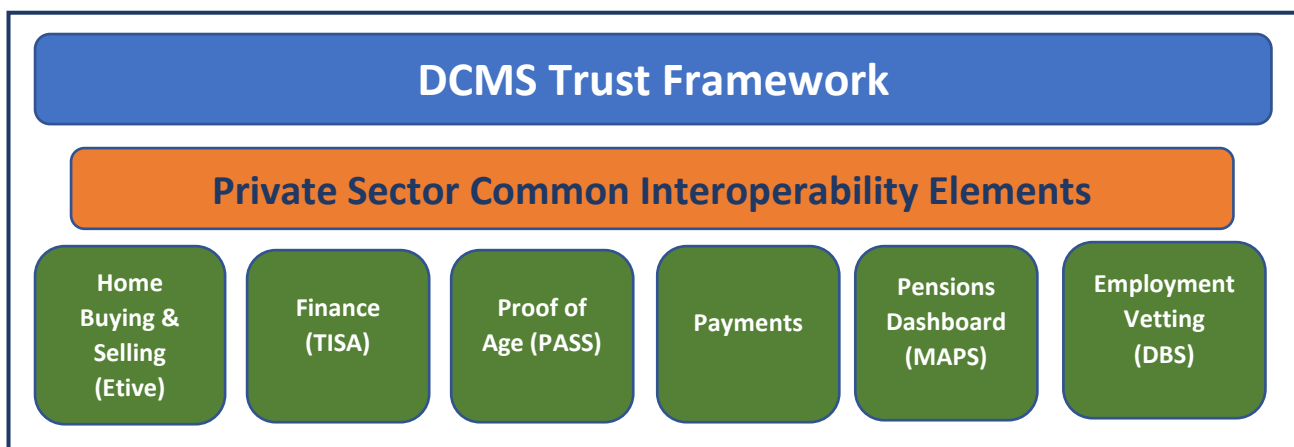 DCMS Trust Framework
Private Sector Common Interoperability Elements
Home
Buying &
Selling
(Etive)
Finance
(TISA)
Proof of
Age (PASS)
Payments
Pensions
Dashboard
(MAPS)
Employment
Vetting
(DBS)